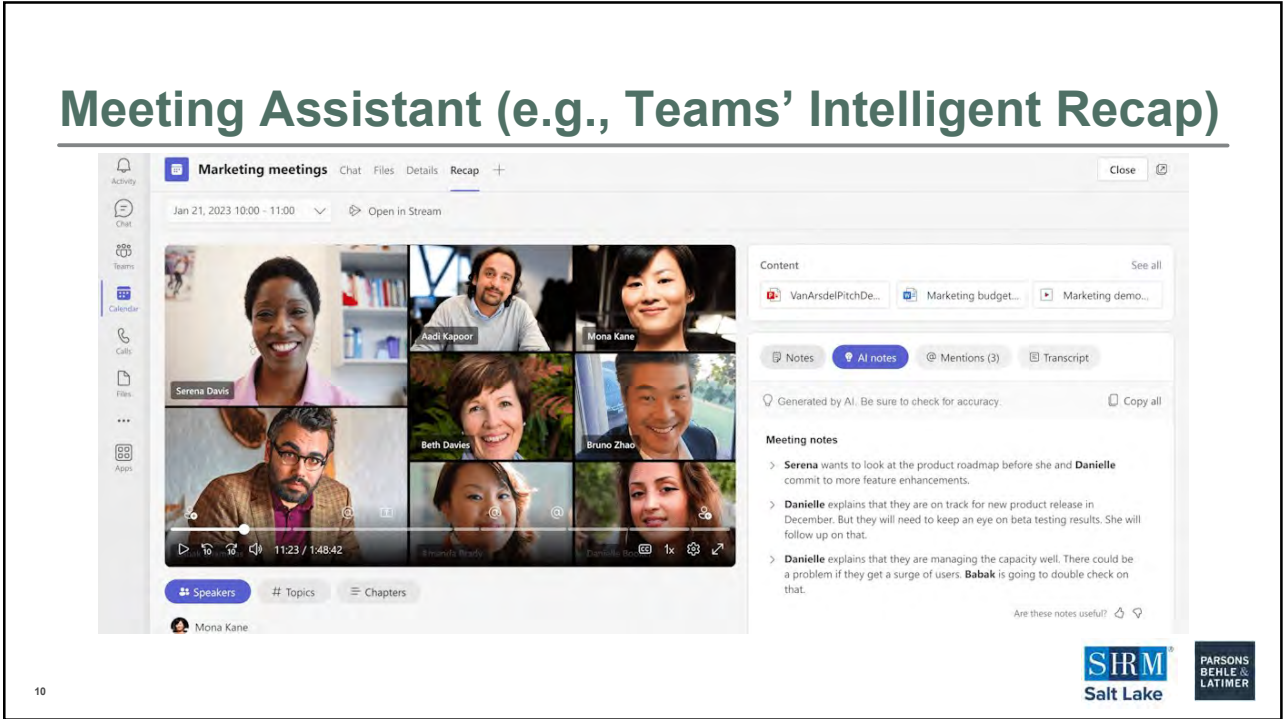 Meeting Assistant (e.g., Teams’ Intelligent Recap)
Activity
Chat
Teams
Calendar
Calls
Files
Apps
Marketing meetings Chat Files Details Recap
Close
Jan 21, 2023 10:00 - 11:00
Open in Stream
Serena Davis
Aadi Kapoor
Mona Kane
Beth Davies
Bruno Zhao
Amanda Brady
Danielle
10 10 11:23 / 1:48:42
CC 1x
Speakers # Topics Chapters
Mona Kane
Content See all
VanArsdelPitchDe... Marketing budget... Marketing demo...
Notes AI notes @ Mentions (3) Transcript
Generated by AI. Be sure to check for accuracy. Copy all
Meeting notes
Serena wants to look at the product roadmap before she and Danielle
commit to more feature enhancements.
Danielle explains that they are on track for new product release in
December. But they will need to keep an eye on beta testing results. She will
follow up on that.
Danielle explains that they are managing the capacity well. There could be
a problem if they get a surge of users. Babak is going to double check on
that.
Are these notes useful?
10
SHRM®
Salt Lake
PARSONS
BEHLE &
LATIMER